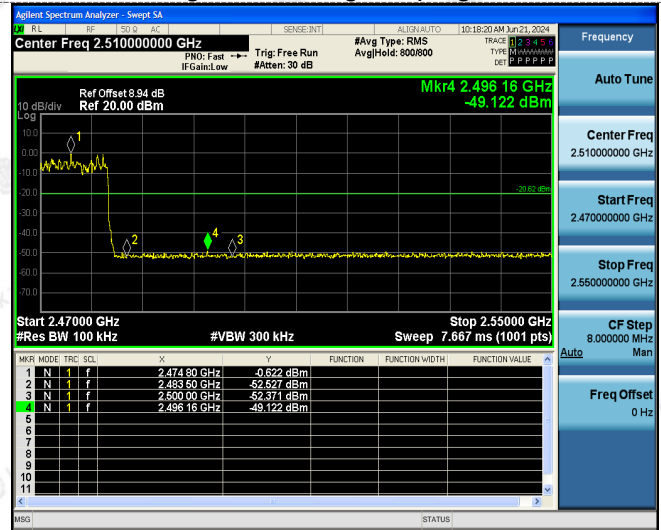 Agilent Spectrum Analyzer - Swept SA
LXI RL RF 50 Ω AC SENSE:INT ALIGN AUTO 10:18:20 AM Jun 21, 2024
Center Freq 2.510000000 GHz #Avg Type: RMS TRACE 1 2 3 4 5 6
PNO: Fast Trig: Free Run Avg|Hold: 800/800 TYPE M
IFGain:Low #Atten: 30 dB DET P P P P P P
Mkr4 2.496 16 GHz
-49.122 dBm
Ref Offset 8.94 dB
10 dB/div Ref 20.00 dBm
Log
10.0
0.00
-10.0
-20.0
-30.0
-40.0
-50.0
-60.0
-70.0
1
2
4
3
-20.62 dBm
Start 2.47000 GHz Stop 2.55000 GHz
#Res BW 100 kHz #VBW 300 kHz Sweep 7.667 ms (1001 pts)
MKR MODE TRC SCL X Y FUNCTION FUNCTION WIDTH FUNCTION VALUE
1 N 1 f 2.474 80 GHz -0.622 dBm
2 N 1 f 2.483 50 GHz -52.527 dBm
3 N 1 f 2.500 00 GHz -52.371 dBm
4 N 1 f 2.496 16 GHz -49.122 dBm
5
6
7
8
9
10
11
MSG STATUS
Frequency
Auto Tune
Center Freq
2.510000000 GHz
Start Freq
2.470000000 GHz
Stop Freq
2.550000000 GHz
CF Step
8.000000 MHz
Auto Man
Freq Offset
0 Hz